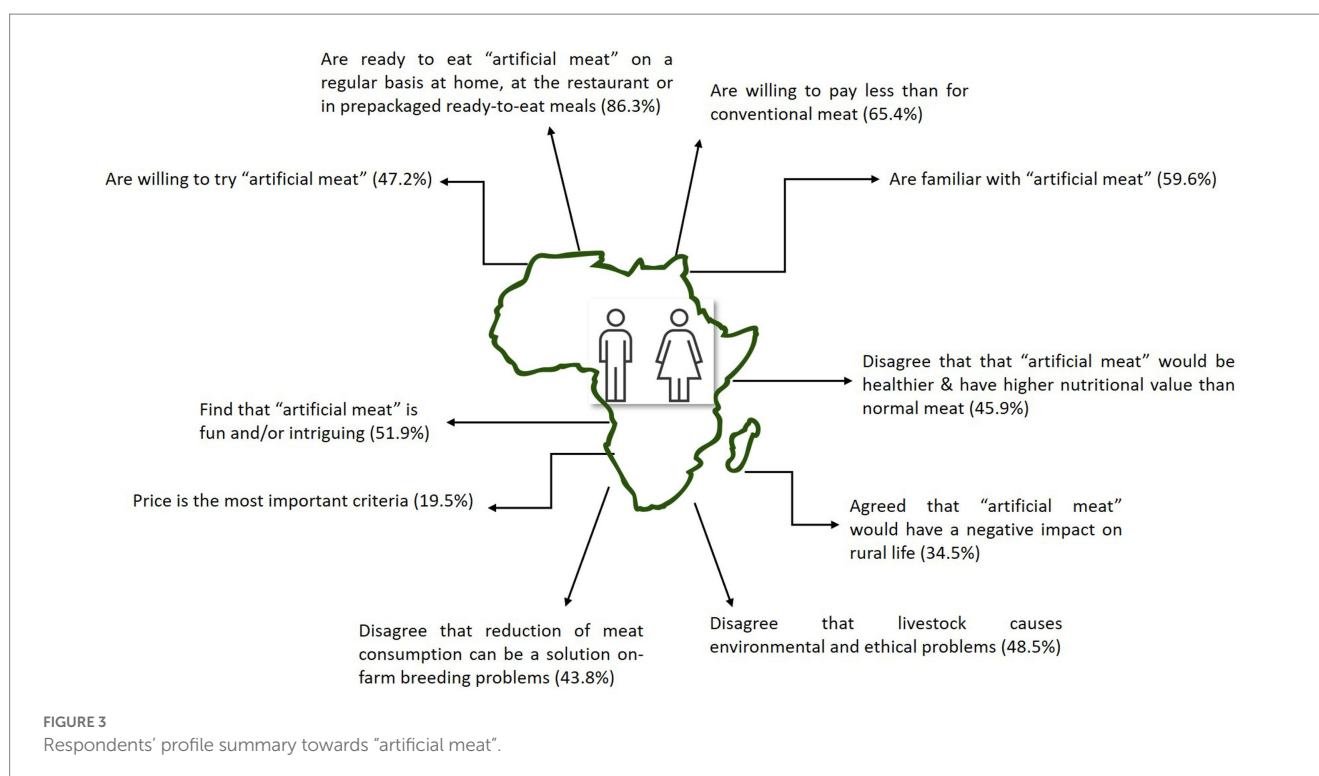 Are ready to eat “artificial meat” on a
regular basis at home, at the restaurant or
in prepackaged ready-to-eat meals (86.3%)
Are willing to pay less than for
conventional meat (65.4%)
Are willing to try “artificial meat” (47.2%)
Are familiar with “artificial meat” (59.6%)
Disagree that that “artificial meat” would be
healthier & have higher nutritional value than
normal meat (45.9%)
Find that “artificial meat” is
fun and/or intriguing (51.9%)
Price is the most important criteria (19.5%)
Agreed that “artificial meat”
would have a negative impact on
rural life (34.5%)
Disagree that reduction of meat
consumption can be a solution on-
farm breeding problems (43.8%)
Disagree that livestock causes
environmental and ethical problems (48.5%)
FIGURE 3
Respondents’ profile summary towards “artificial meat”.